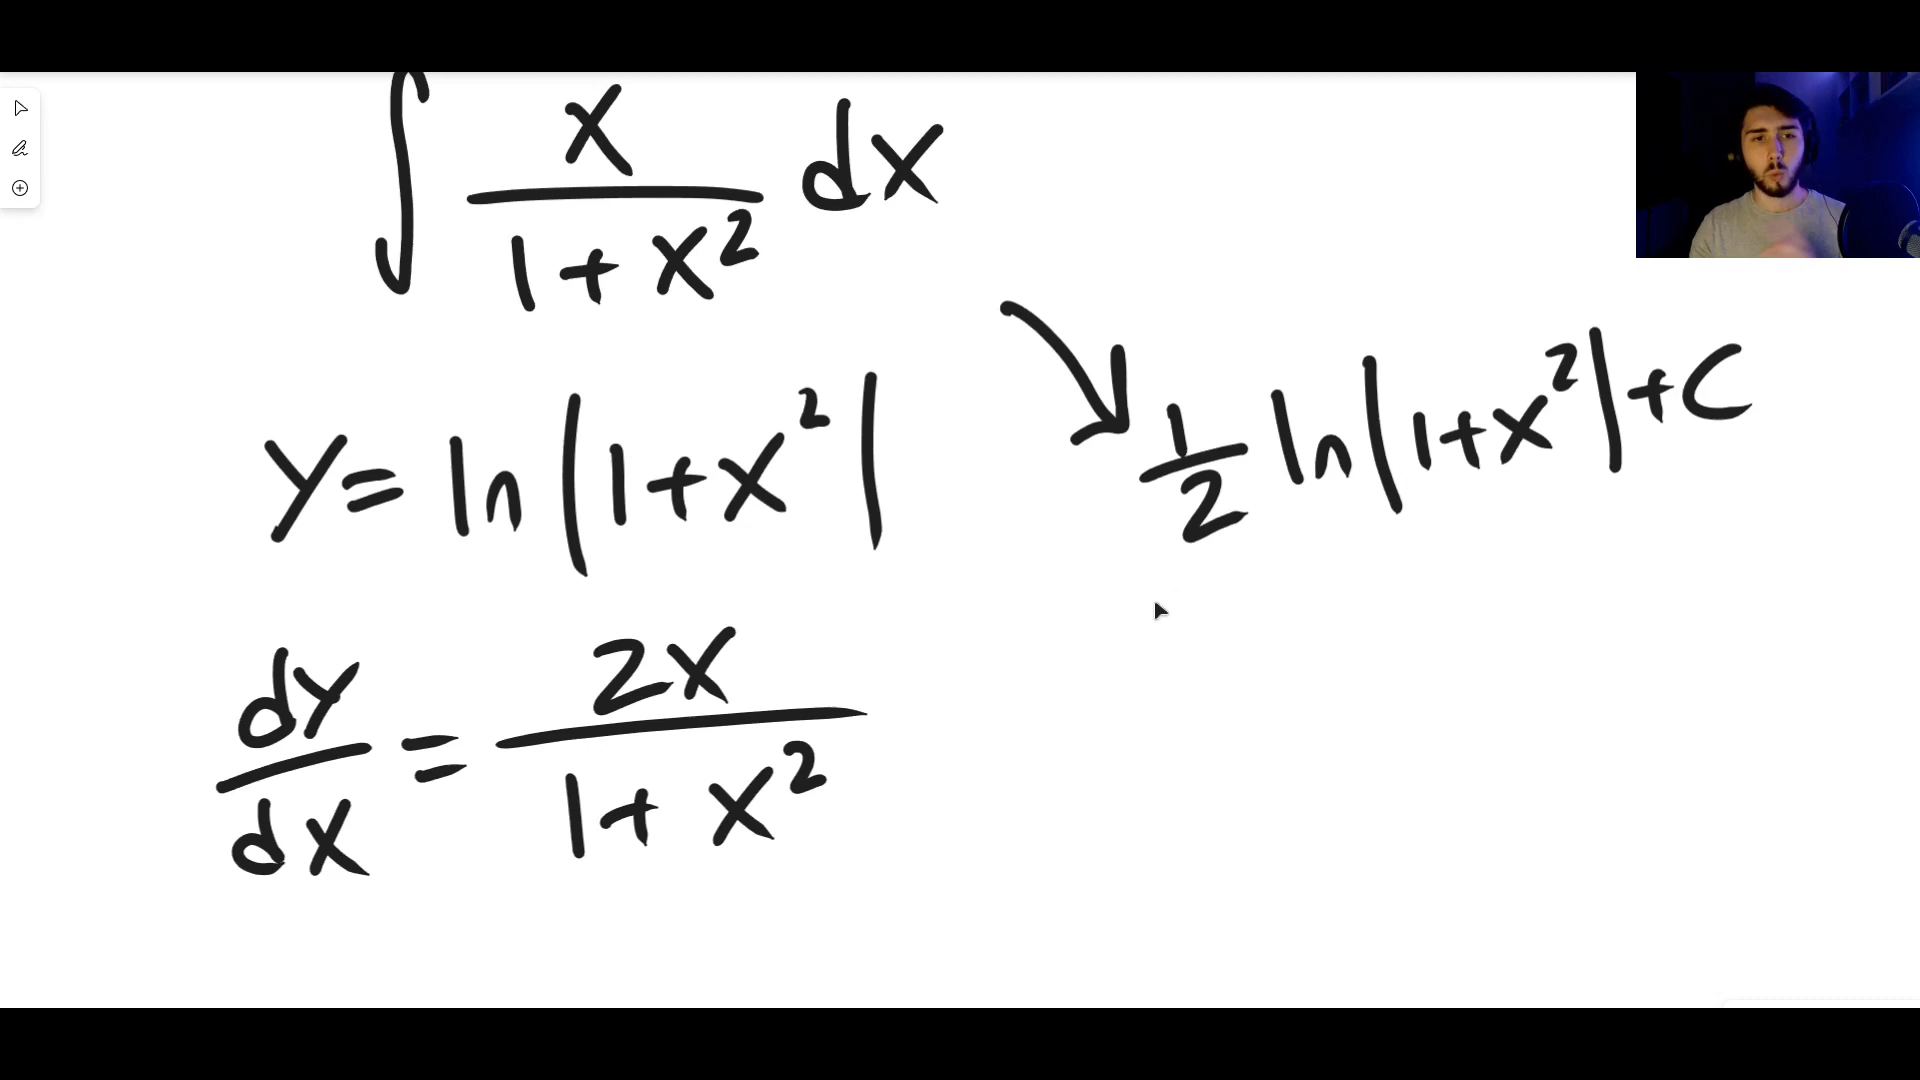 ∫ x/(1 + x²) dx
y = ln|1 + x²|
1/2 ln|1 + x²| + C
dy/dx = 2x/(1 + x²)